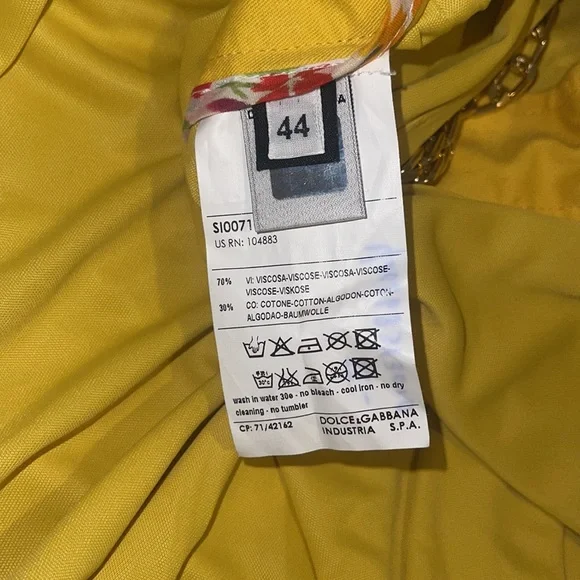 D A
44
SI0071
US RN: 104883
70% VI: VISCOSA-VISCOSE-VISCOSA-VISCOSE-
VISCOSE-VISKOSE
30% CO: COTONE-COTTON-ALGODON-COTON-
ALGODAO-BAUMWOLLE
wash in water 30e - no bleach - cool iron - no dry
cleaning - no tumbler
CP: 71/42162
DOLCE&GABBANA
INDUSTRIA S.P.A.